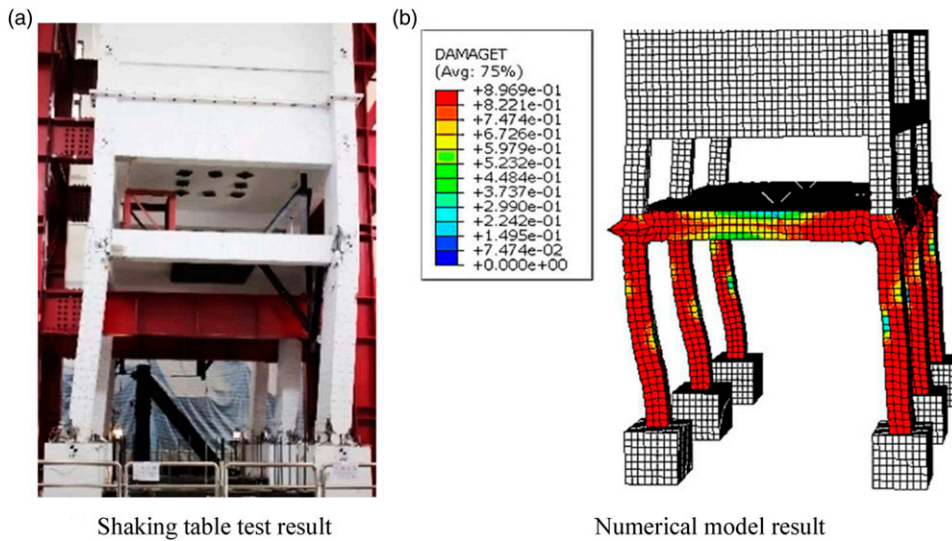 (a)
(b)
DAMAGET
(Avg: 75%)
+8.969e-01
+8.221e-01
+7.474e-01
+6.726e-01
+5.979e-01
+5.232e-01
+4.484e-01
+3.737e-01
+2.990e-01
+2.242e-01
+1.495e-01
+7.474e-02
+0.000e+00
Shaking table test result
Numerical model result